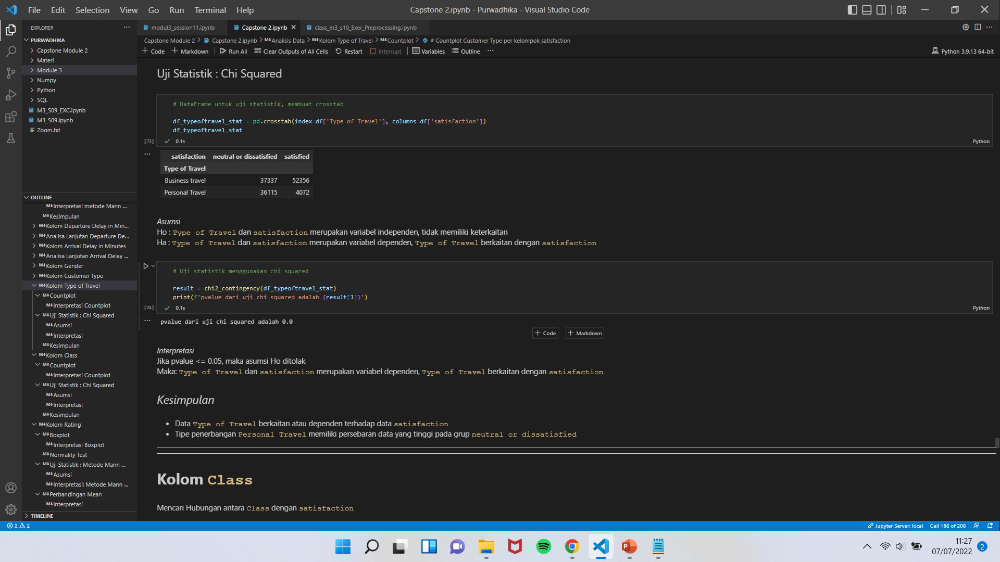 File Edit Selection View Go Run Terminal Help
Capstone 2.ipynb - Purwadhika - Visual Studio Code
EXPLORER
PURWADHIKA
Capstone Module 2
Materi
Module 3
Numpy
Python
SQL
M3_S09_EXC.ipynb
M3_S09.ipynb
Zoom.txt
OUTLINE
Interpretasi metode Mann ...
Kesimpulan
Kolom Departure Delay in Min...
Analisa Lanjutan Departure De...
Kolom Arrival Delay in Minutes
Analisa Lanjutan Arrival Delay ...
Kolom Gender
Kolom Customer Type
Kolom Type of Travel
Countplot
Interpretasi Countplot
Uji Statistik : Chi Squared
Asumsi
Interpretasi
Kesimpulan
Kolom Class
Countplot
Interpretasi Countplot
Uji Statistik : Chi Squared
Asumsi
Interpretasi
Kesimpulan
Kolom Rating
Boxplot
Interpretasi Boxplot
Normality Test
Uji Statistik : Metode Mann ...
Asumsi
Interpretasi: Metode Mann ...
Perbandingan Mean
Interpretasi
TIMELINE
modul3_session11.ipynb Capstone 2.ipynb class_m3_s10_Exer_Preprocessing.ipynb
Capstone Module 2 > Capstone 2.ipynb > Analisis Data > Kolom Type of Travel > Countplot > # Countplot Customer Type per kelompok satisfaction
+ Code + Markdown | Run All Clear Outputs of All Cells Restart Interrupt | Variables Outline ...
Python 3.9.13 64-bit
Uji Statistik : Chi Squared
# DataFrame untuk uji statistik, membuat crosstab
df_typeoftravel_stat = pd.crosstab(index=df['Type of Travel'], columns=df['satisfaction'])
df_typeoftravel_stat
[73] 0.1s Python
satisfaction neutral or dissatisfied satisfied
Type of Travel
Business travel 37337 52356
Personal Travel 36115 4072
Asumsi
Ho : Type of Travel dan satisfaction merupakan variabel independen, tidak memiliki keterkaitan
Ha : Type of Travel dan satisfaction merupakan variabel dependen, Type of Travel berkaitan dengan satisfaction
# Uji statistik menggunakan chi squared
result = chi2_contingency(df_typeoftravel_stat)
print(f'pvalue dari uji chi squared adalah {result[1]}')
[74] 0.1s Python
pvalue dari uji chi squared adalah 0.0
+ Code + Markdown
Interpretasi
Jika pvalue <= 0.05, maka asumsi Ho ditolak
Maka: Type of Travel dan satisfaction merupakan variabel dependen, Type of Travel berkaitan dengan satisfaction
Kesimpulan
• Data Type of Travel berkaitan atau dependen terhadap data satisfaction
• Tipe penerbangan Personal Travel memiliki persebaran data yang tinggi pada grup neutral or dissatisfied
Kolom Class
Mencari Hubungan antara Class dengan satisfaction
2 2
Jupyter Server: local Cell 168 of 208
11:27
07/07/2022
2